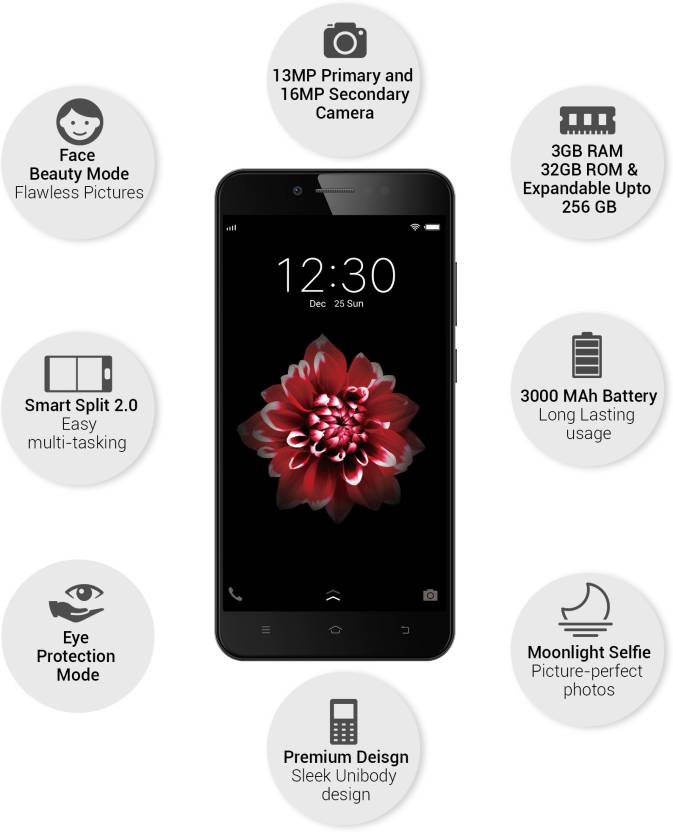 13MP Primary and
16MP Secondary
Camera
Face
Beauty Mode
Flawless Pictures
3GB RAM
32GB ROM &
Expandable Upto
256 GB
12:30
Dec 25 Sun
Smart Split 2.0
Easy
multi-tasking
3000 MAh Battery
Long Lasting
usage
Eye
Protection
Mode
Moonlight Selfie
Picture-perfect
photos
Premium Deisgn
Sleek Unibody
design